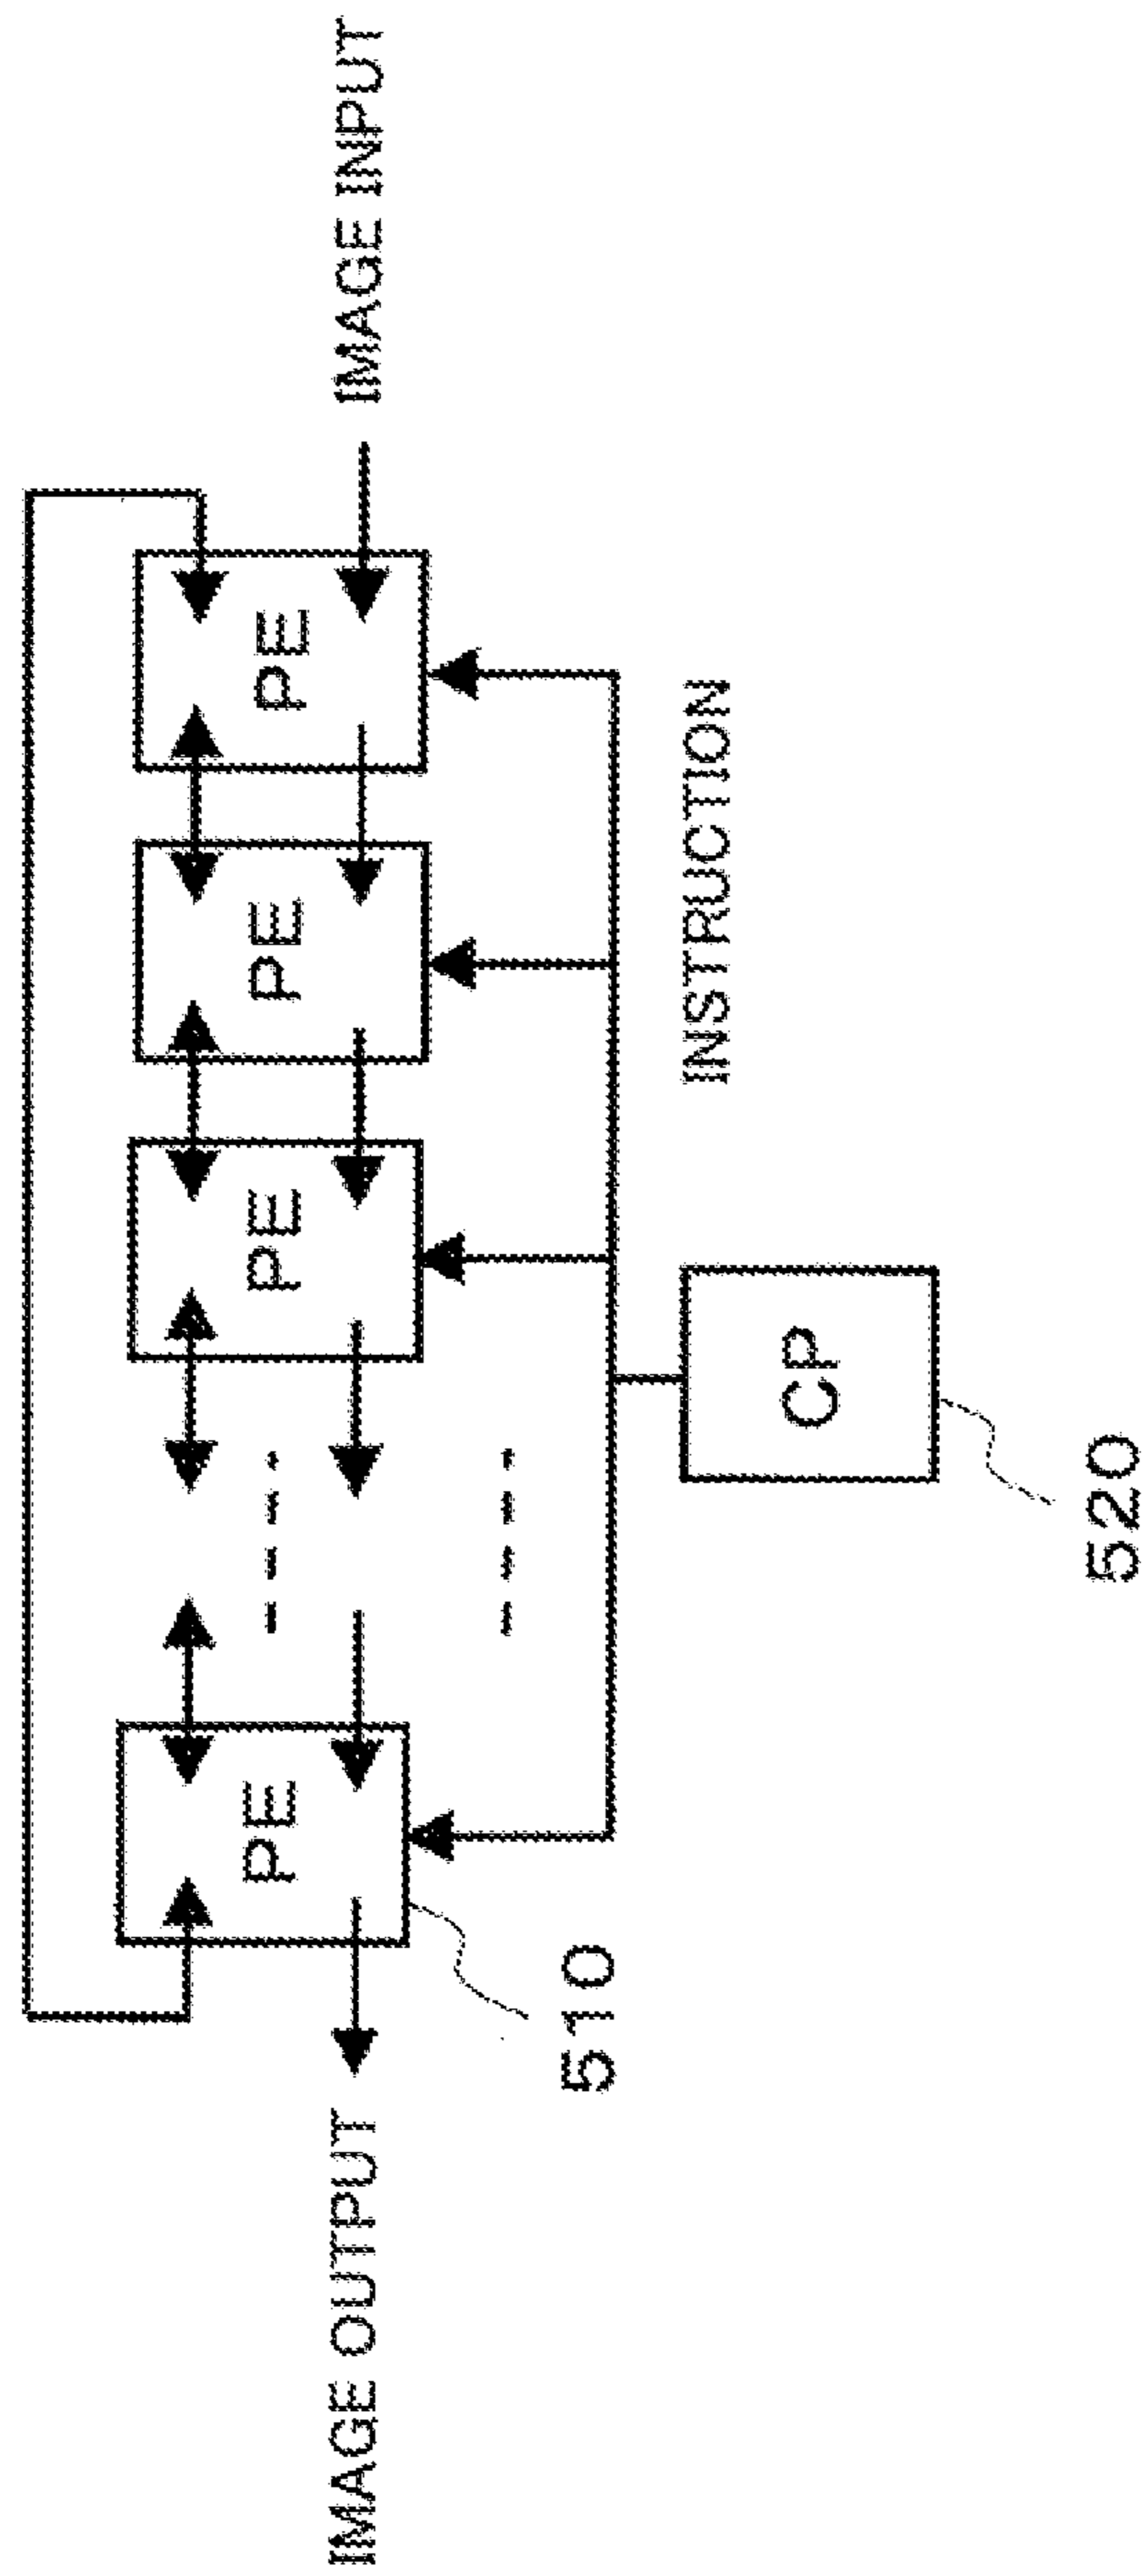 IMAGE OUTPUT
PE
PE
PE
PE
IMAGE INPUT
510
INSTRUCTION
CP
520